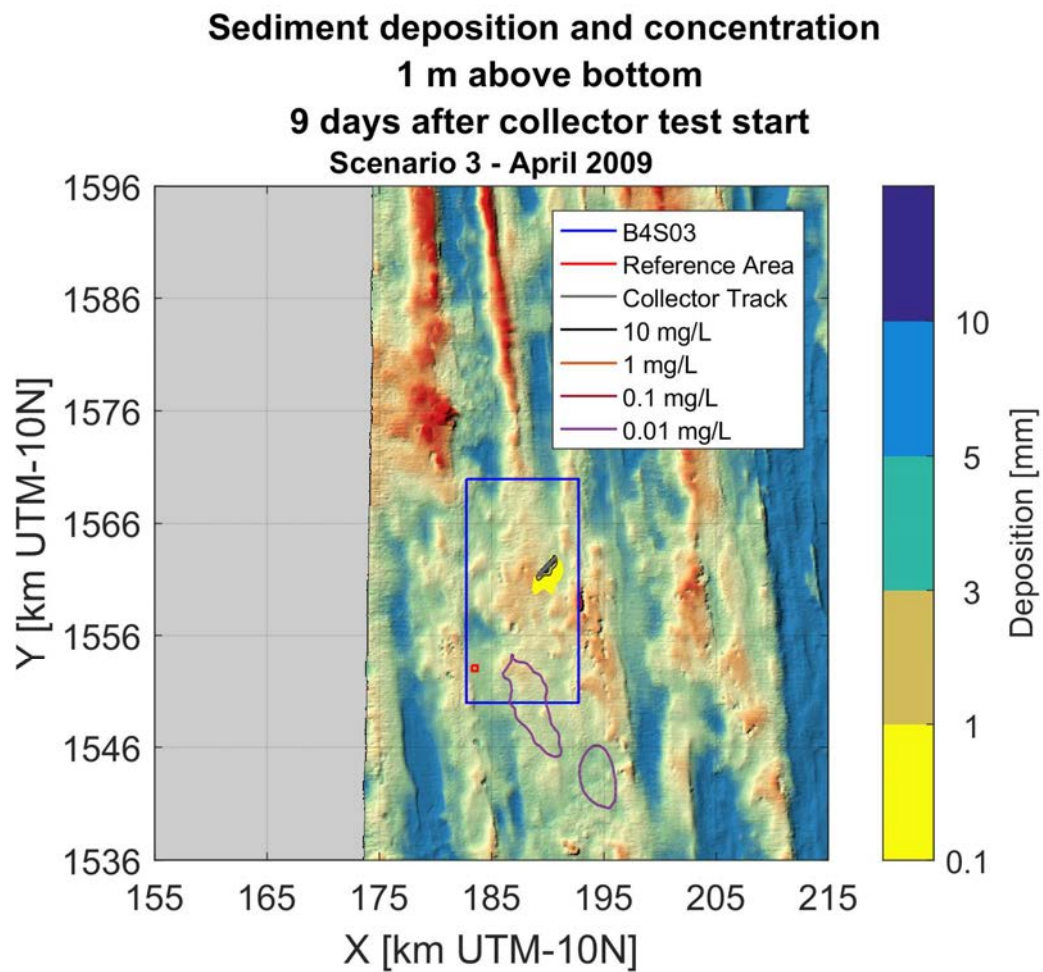 Sediment deposition and concentration
1 m above bottom
9 days after collector test start
Scenario 3 - April 2009
1596
1586
1576
1566
1556
1546
1536
Y [km UTM-10N]
155
165
175
185
195
205
215
X [km UTM-10N]
B4S03
Reference Area
Collector Track
10 mg/L
1 mg/L
0.1 mg/L
0.01 mg/L
10
5
3
1
0.1
Deposition [mm]